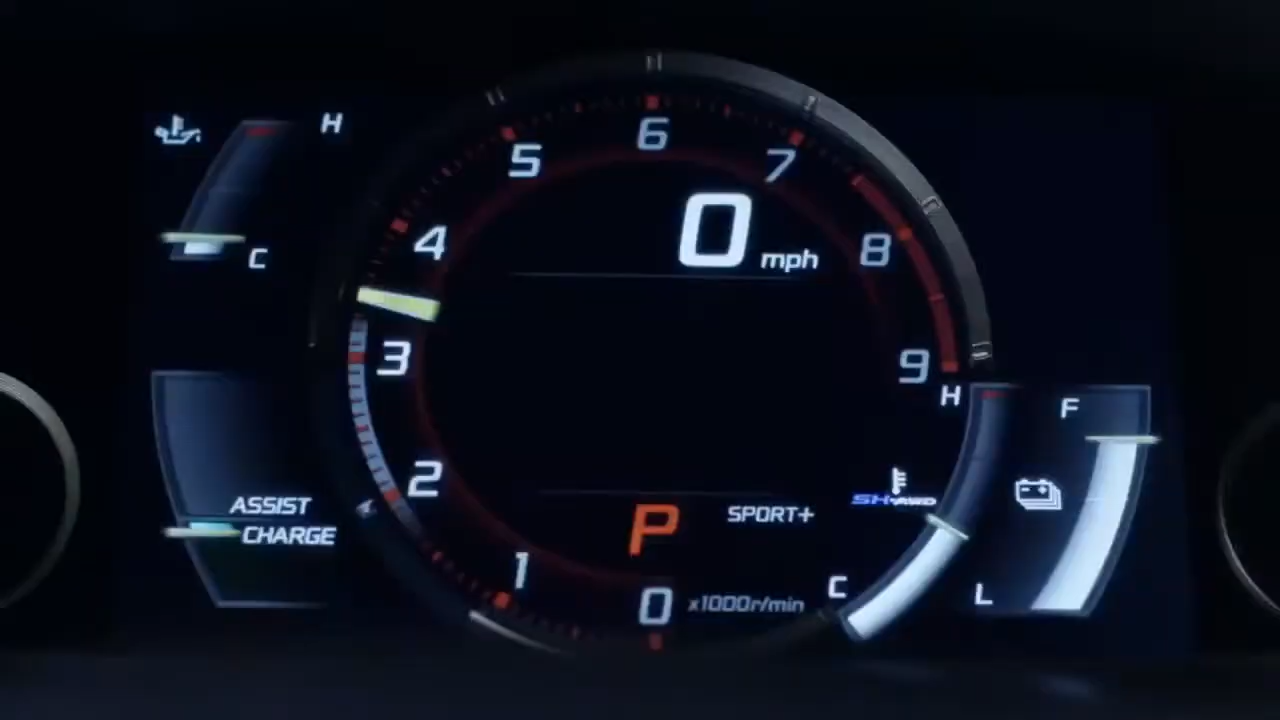 H
C
ASSIST
CHARGE
0
1
2
3
4
5
6
7
8
9
0 mph
P
SPORT+
x1000r/min
SH-AWD
H
C
F
L